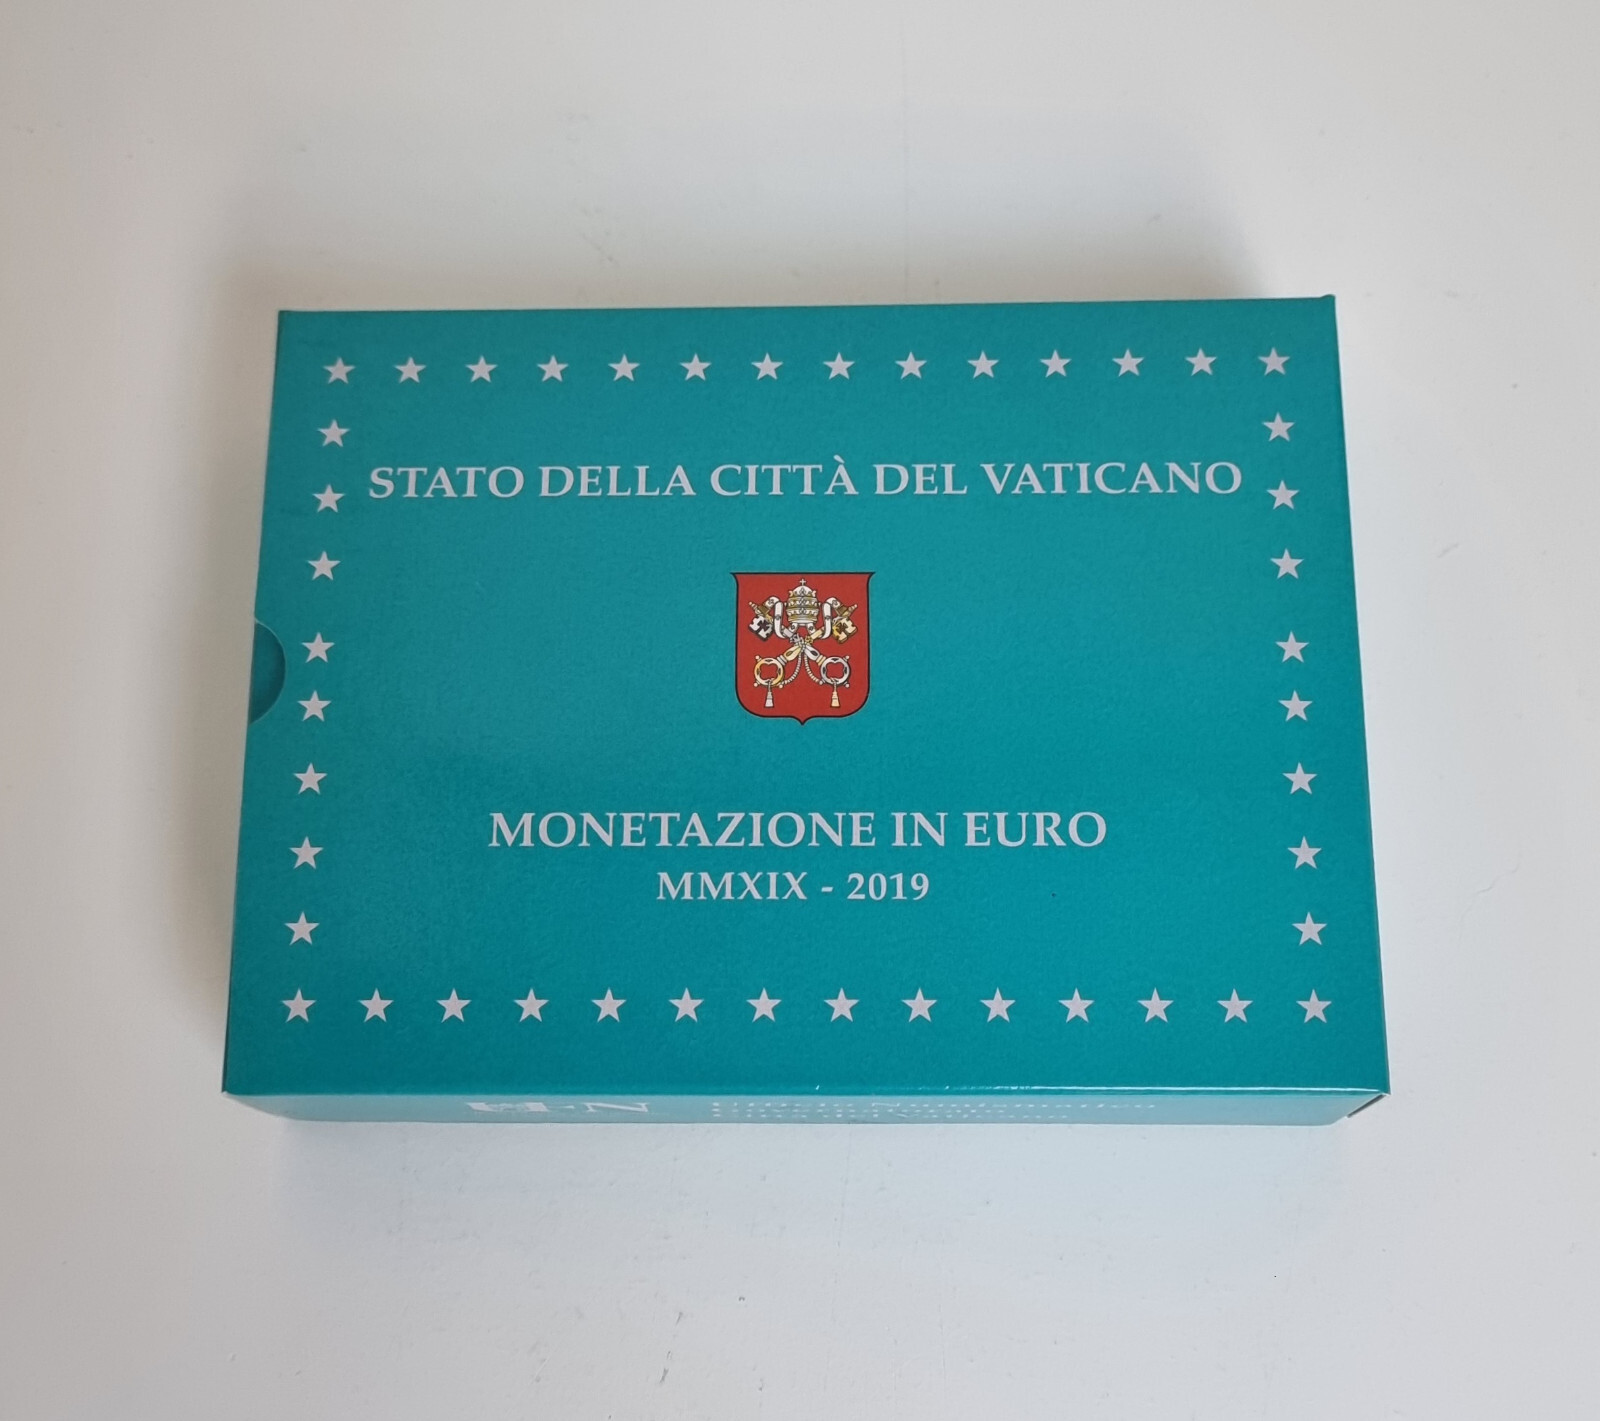 STATO DELLA CITTÀ DEL VATICANO
MONETAZIONE IN EURO
MMXIX - 2019